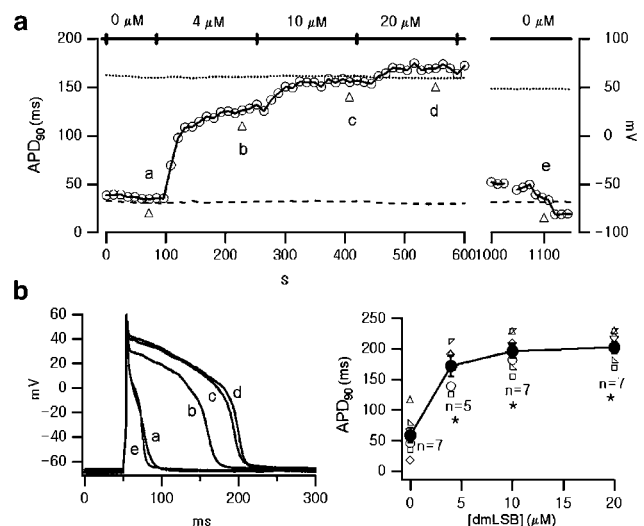 a
0 μM 4 μM 10 μM 20 μM 0 μM
200 150 100 50 0
APD90 (ms)
100 50 0 -50 -100
mV
a b c d e
0 100 200 300 400 500 600 1000 1100
s
b
60 40 20 0 -20 -40 -60
mV
e a b c d
0 100 200 300
ms
250 200 150 100 50 0
APD90 (ms)
n=7 n=5 n=7 n=7
* * *
0 5 10 15 20
[dmLSB] (μM)